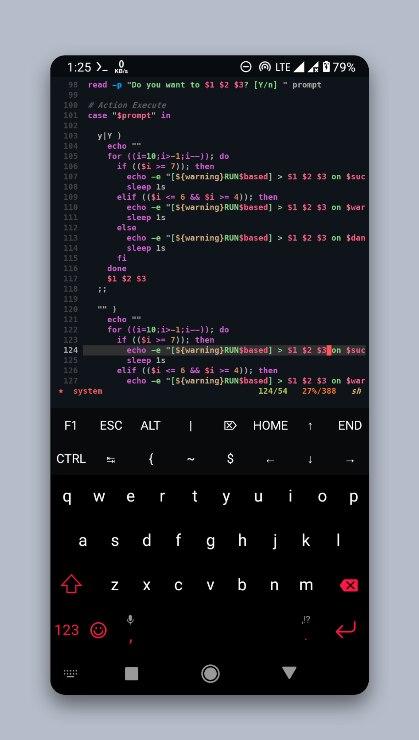 1:25 >_ 0 KB/s LTE 79%
98 read -p "Do you want to $1 $2 $3? [Y/n] " prompt
99
100 # Action Execute
101 case "$prompt" in
102
103 y|Y )
104 echo ""
105 for ((i=10;i>-1;i--)); do
106 if (($i >= 7)); then
107 echo -e "[${warning}RUN$based] > $1 $2 $3 on $suc
108 sleep 1s
109 elif (($i <= 6 && $i >= 4)); then
110 echo -e "[${warning}RUN$based] > $1 $2 $3 on $war
111 sleep 1s
112 else
113 echo -e "[${warning}RUN$based] > $1 $2 $3 on $dan
114 sleep 1s
115 fi
116 done
117 $1 $2 $3
118 ;;
119
120 "" )
121 echo ""
122 for ((i=10;i>-1;i--)); do
123 if (($i >= 7)); then
124 echo -e "[${warning}RUN$based] > $1 $2 $3 on $suc
125 sleep 1s
126 elif (($i <= 6 && $i >= 4)); then
127 echo -e "[${warning}RUN$based] > $1 $2 $3 on $war
★ system 124/54 27%/388 sh
F1 ESC ALT | ⌦ HOME ↑ END
CTRL ⇆ { ~ $ ← ↓ →
q w e r t y u i o p
a s d f g h j k l
z x c v b n m
,!?
123 , .